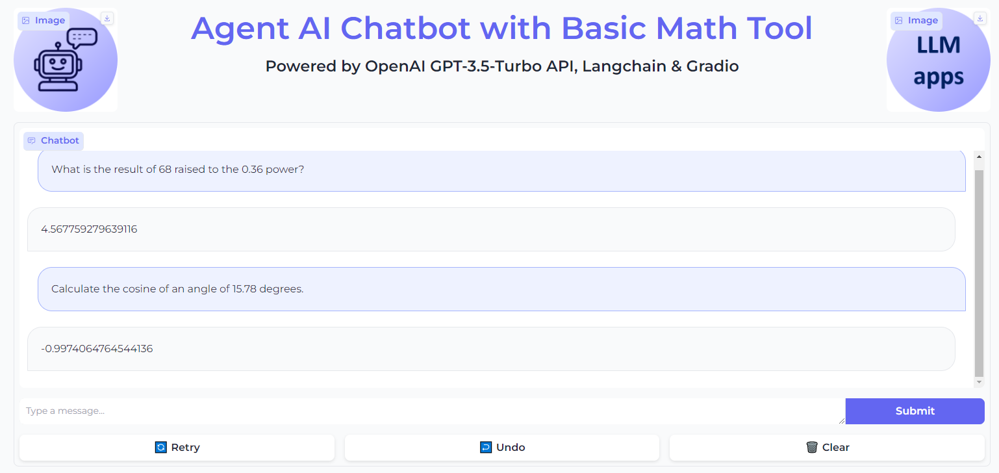 Image
Agent AI Chatbot with Basic Math Tool
Powered by OpenAI GPT-3.5-Turbo API, Langchain & Gradio
Image
LLM
apps
Chatbot
What is the result of 68 raised to the 0.36 power?
4.567759279639116
Calculate the cosine of an angle of 15.78 degrees.
-0.9974064764544136
Type a message...
Submit
Retry
Undo
Clear